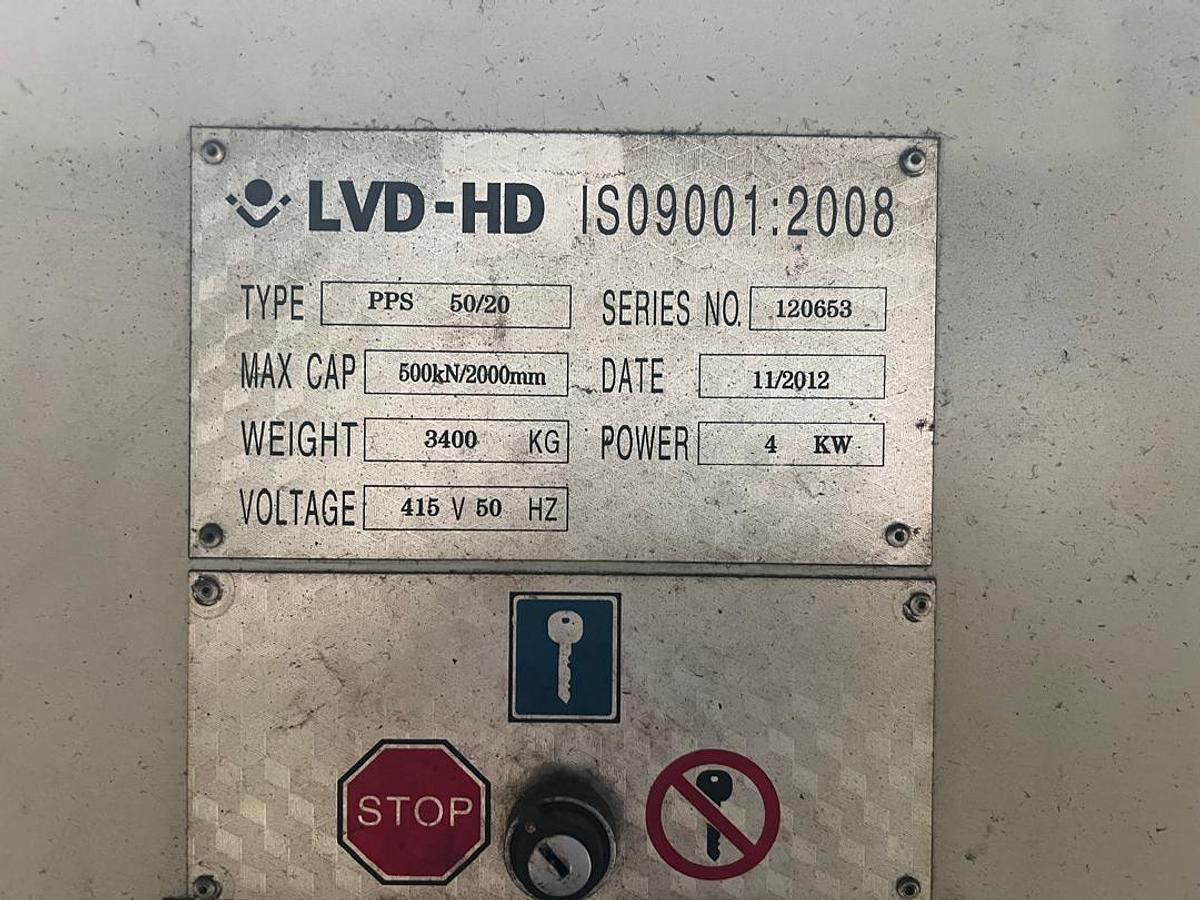 LVD-HD ISO9001:2008
TYPE PPS 50/20 SERIES NO. 120653
MAX CAP 500kN/2000mm DATE 11/2012
WEIGHT 3400 KG POWER 4 KW
VOLTAGE 415 V 50 HZ
STOP